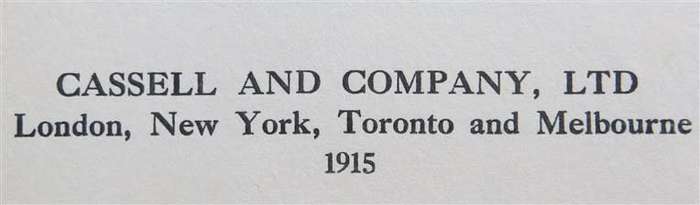 CASSELL AND COMPANY, LTD
London, New York, Toronto and Melbourne
1915